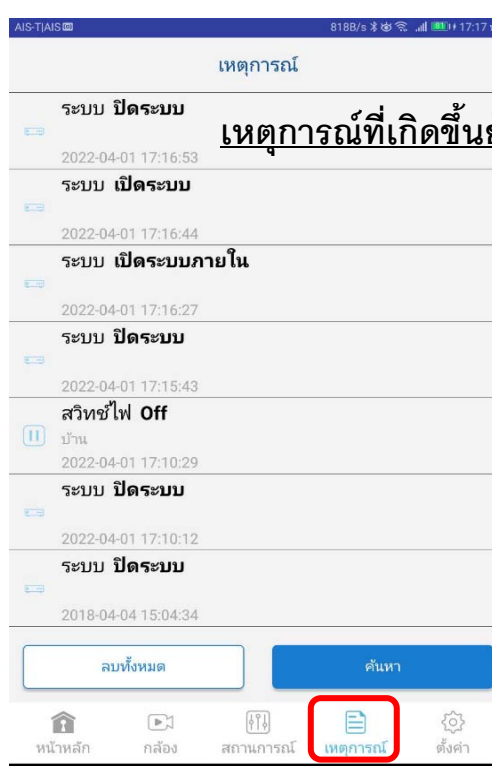 AIS-T|AIS 818B/s 81 17:17
เหตุการณ์
ระบบ ปิดระบบ
เหตุการณ์ที่เกิดขึ้น
2022-04-01 17:16:53
ระบบ เปิดระบบ
2022-04-01 17:16:44
ระบบ เปิดระบบภายใน
2022-04-01 17:16:27
ระบบ ปิดระบบ
2022-04-01 17:15:43
สวิทช์ไฟ Off
บ้าน
2022-04-01 17:10:29
ระบบ ปิดระบบ
2022-04-01 17:10:12
ระบบ ปิดระบบ
2018-04-04 15:04:34
ลบทั้งหมด ค้นหา
หน้าหลัก กล้อง สถานการณ์ เหตุการณ์ ตั้งค่า